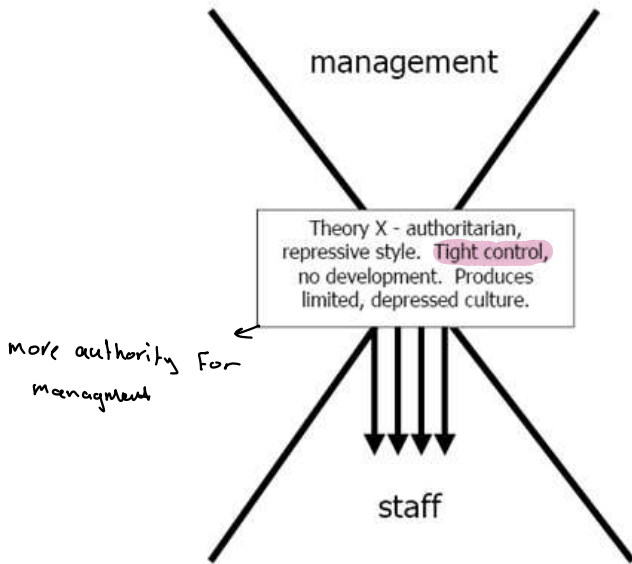 management
Theory X - authoritarian,
repressive style. Tight control,
no development. Produces
limited, depressed culture.
more authority For
managment
staff